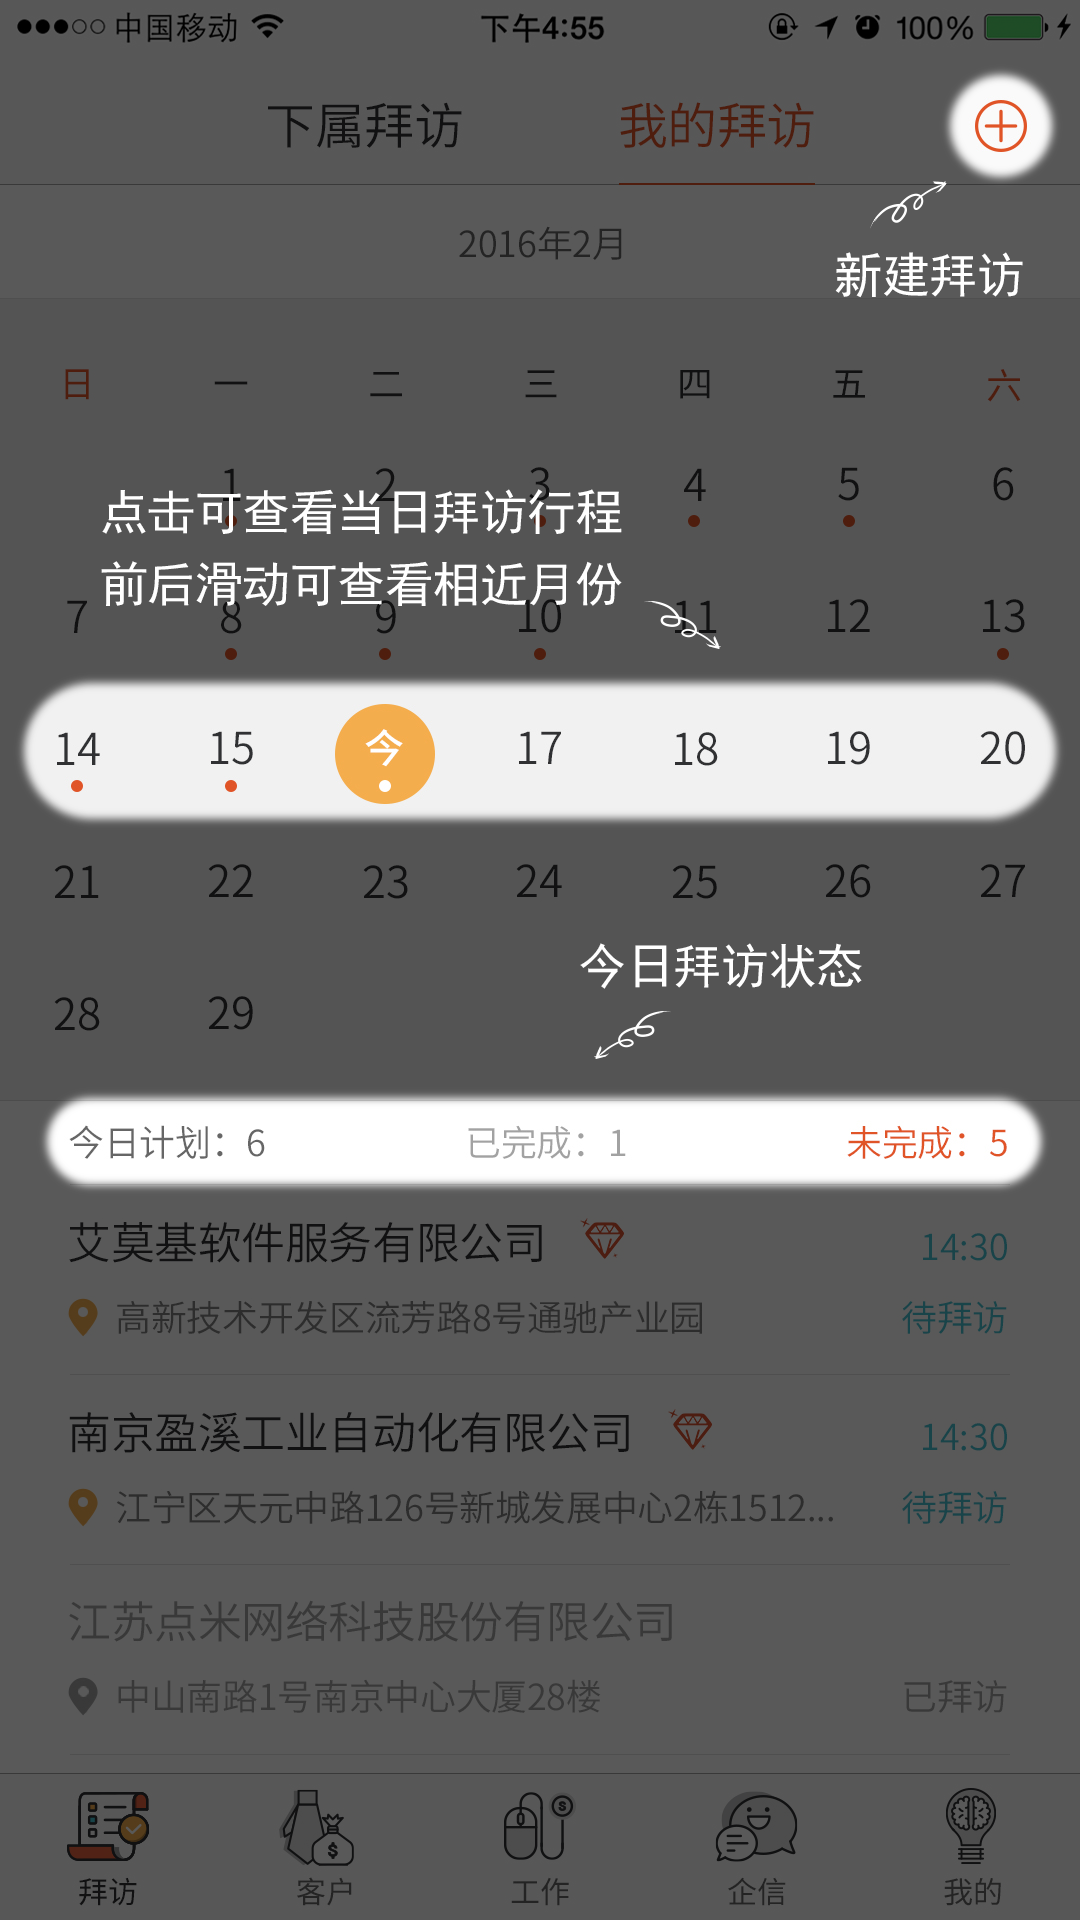 中国移动 下午4:55 100%
下属拜访 我的拜访
2016年2月
新建拜访
日 一 二 三 四 五 六
1 2 3 4 5 6
点击可查看当日拜访行程
前后滑动可查看相近月份
7 8 9 10 11 12 13
14 15 今 17 18 19 20
21 22 23 24 25 26 27
今日拜访状态
28 29
今日计划：6 已完成：1 未完成：5
艾莫基软件服务有限公司 14:30
高新技术开发区流芳路8号通驰产业园 待拜访
南京盈溪工业自动化有限公司 14:30
江宁区天元中路126号新城发展中心2栋1512... 待拜访
江苏点米网络科技股份有限公司
中山南路1号南京中心大厦28楼 已拜访
拜访 客户 工作 企信 我的